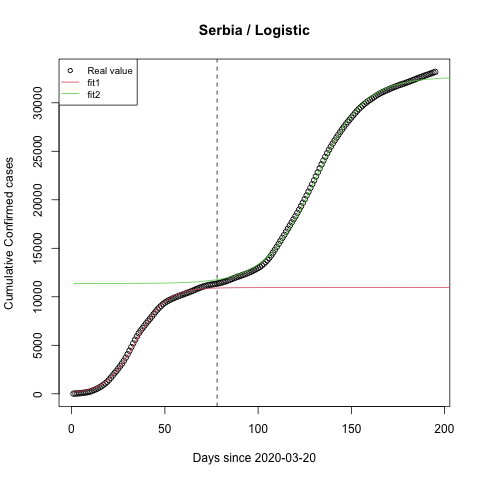 Serbia / Logistic
Real value
fit1
fit2
Cumulative Confirmed cases
30000
25000
20000
15000
10000
5000
0
0 50 100 150 200
Days since 2020-03-20